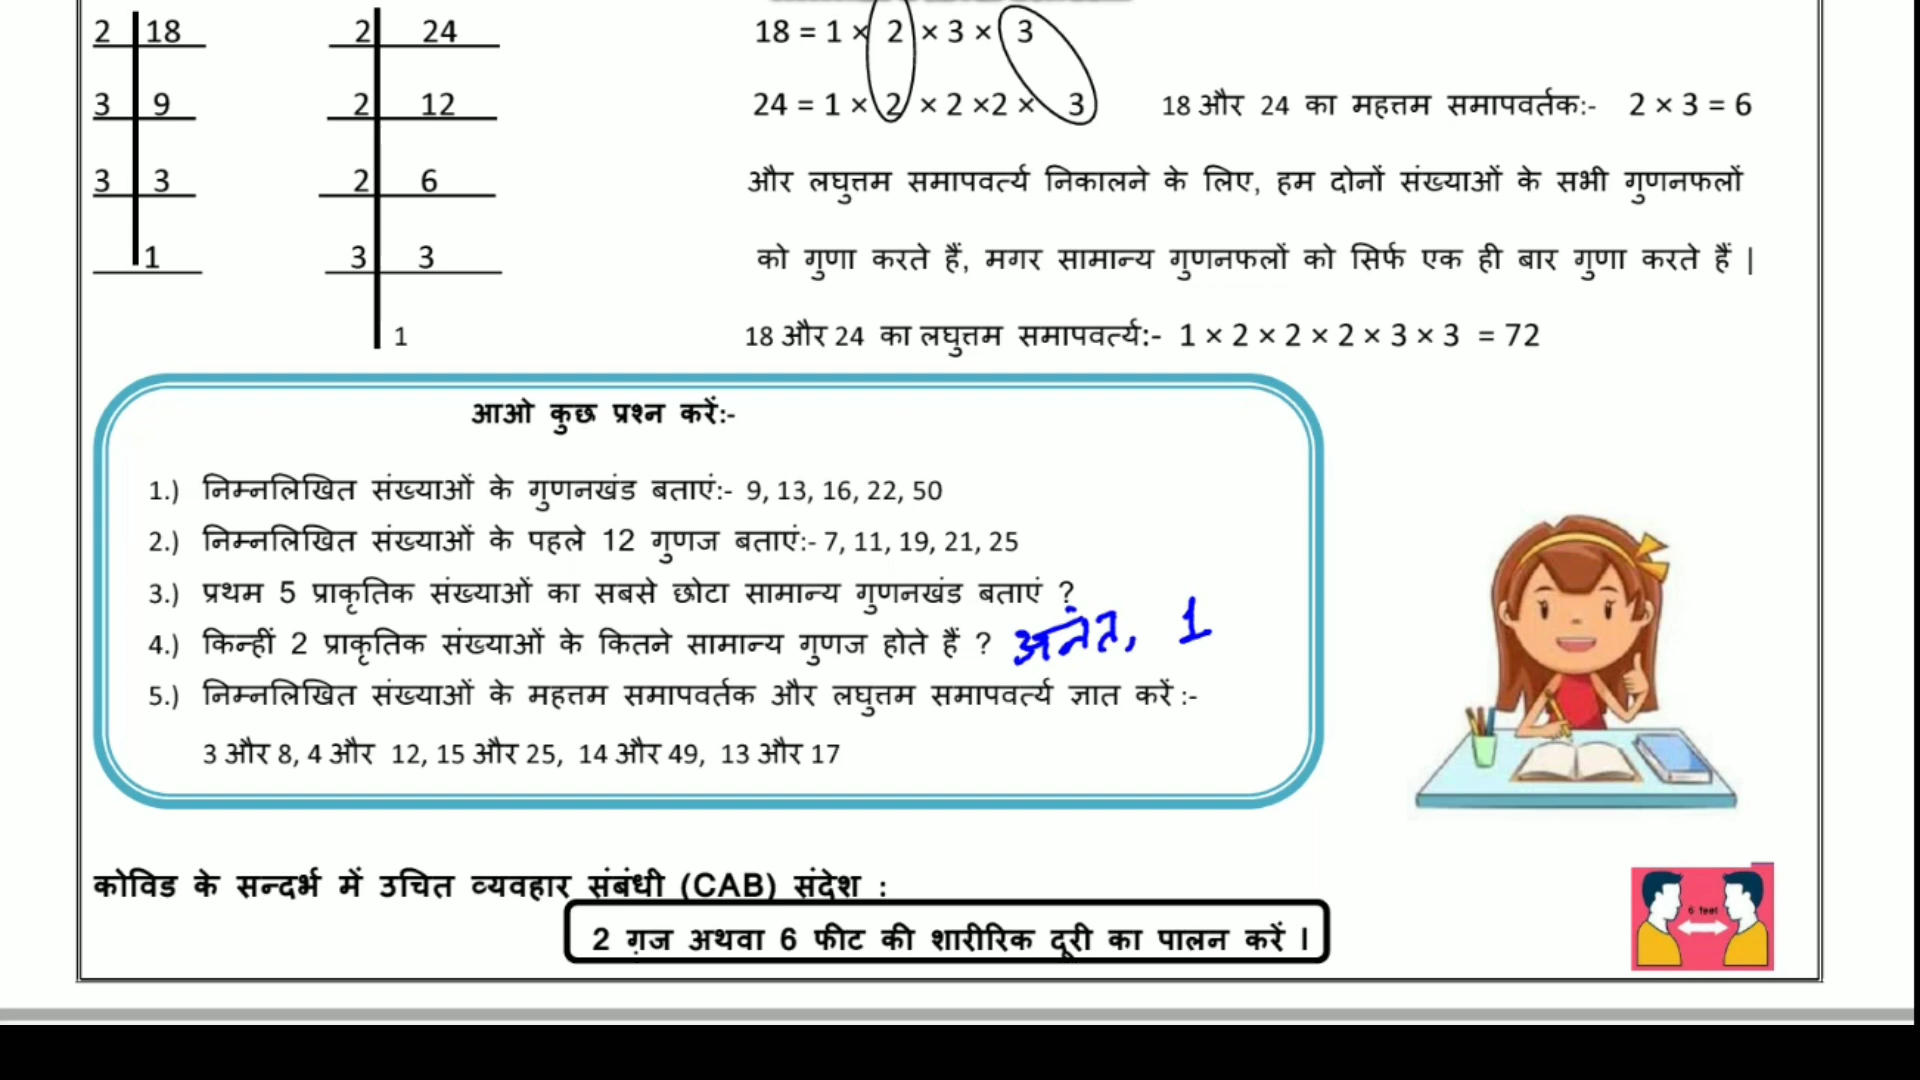 2 18
3 9
3 3
1
2 24
2 12
2 6
3 3
1
18 = 1 × 2 × 3 × 3
24 = 1 × 2 × 2 ×2 × 3
18 और 24 का महत्तम समापवर्तक:- 2 × 3 = 6
और लघुत्तम समापवर्त्य निकालने के लिए, हम दोनों संख्याओं के सभी गुणनफलों
को गुणा करते हैं, मगर सामान्य गुणनफलों को सिर्फ एक ही बार गुणा करते हैं |
18 और 24 का लघुत्तम समापवर्त्य:- 1 × 2 × 2 × 2 × 3 × 3 = 72
आओ कुछ प्रश्न करें:-
1.) निम्नलिखित संख्याओं के गुणनखंड बताएं:- 9, 13, 16, 22, 50
2.) निम्नलिखित संख्याओं के पहले 12 गुणज बताएं:- 7, 11, 19, 21, 25
3.) प्रथम 5 प्राकृतिक संख्याओं का सबसे छोटा सामान्य गुणनखंड बताएं ?
4.) किन्हीं 2 प्राकृतिक संख्याओं के कितने सामान्य गुणज होते हैं ? अनंत, 1
5.) निम्नलिखित संख्याओं के महत्तम समापवर्तक और लघुत्तम समापवर्त्य ज्ञात करें :-
3 और 8, 4 और 12, 15 और 25, 14 और 49, 13 और 17
कोविड के सन्दर्भ में उचित व्यवहार संबंधी (CAB) संदेश :
2 ग़ज अथवा 6 फीट की शारीरिक दूरी का पालन करें ।
6 feet